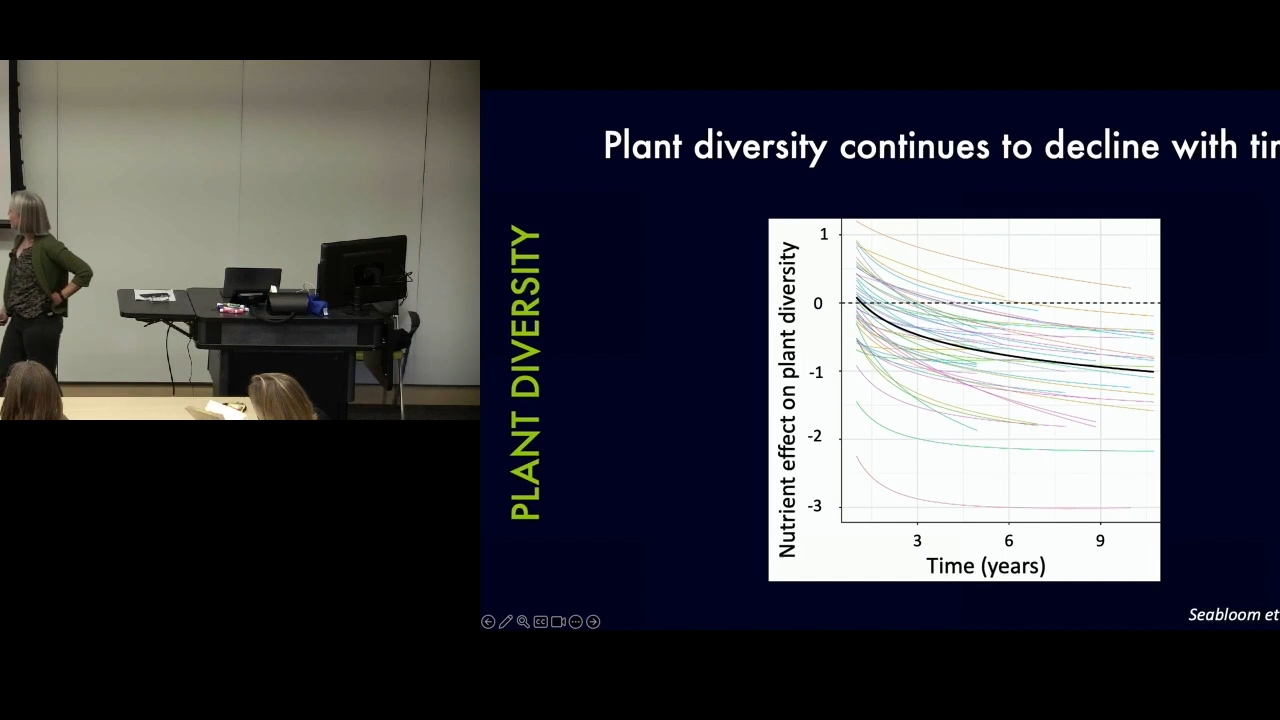 Plant diversity continues to decline with
PLANT DIVERSITY
Nutrient effect on plant diversity
1
0
-1
-2
-3
3
6
9
Time (years)
Seabloom et